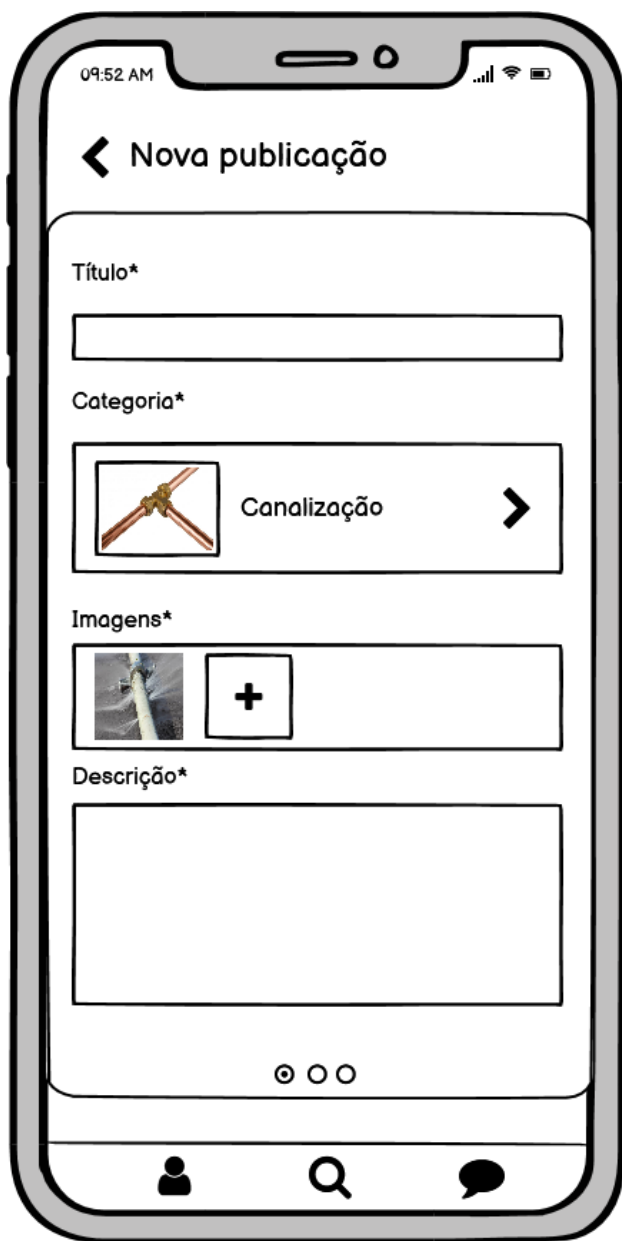 09:52 AM
Nova publicação
Título*
Categoria*
Canalização
Imagens*
Descrição*